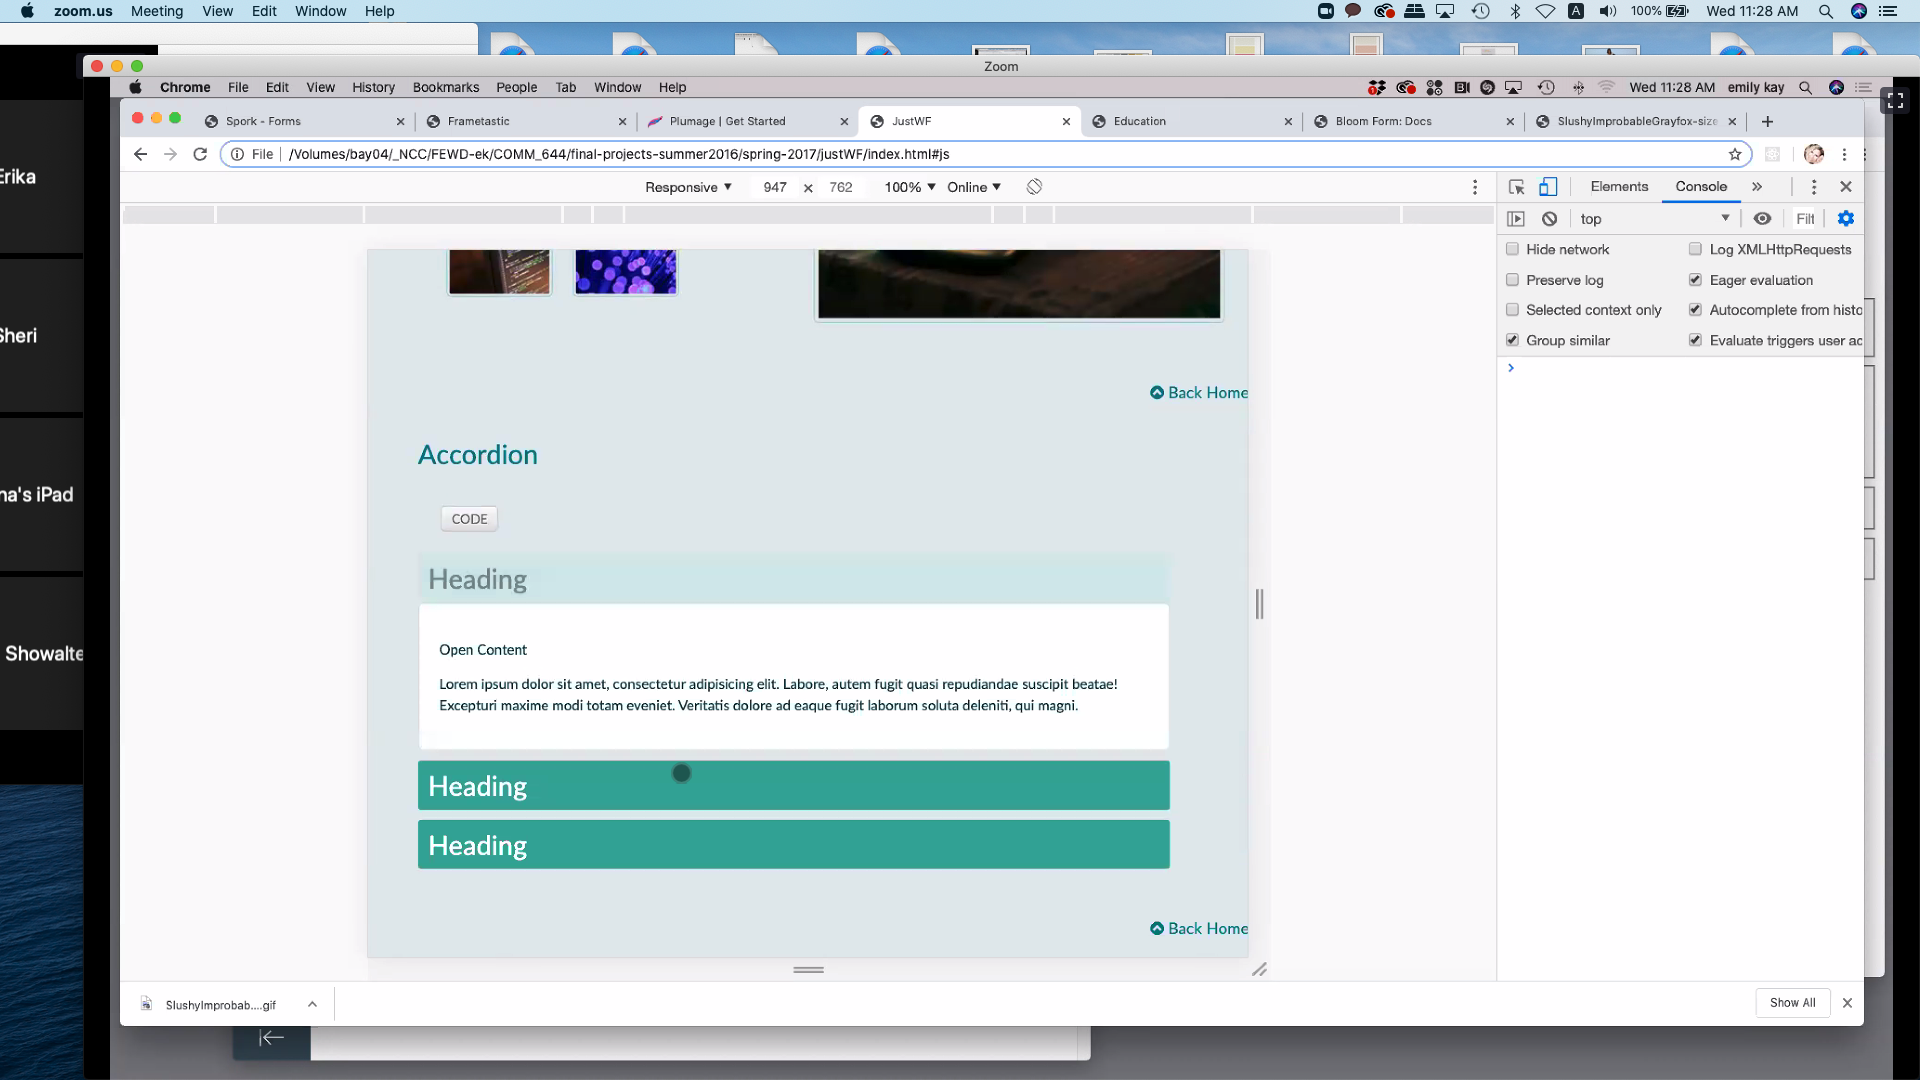 zoom.us Meeting View Edit Window Help
100% Wed 11:28 AM
Zoom
Chrome File Edit View History Bookmarks People Tab Window Help
Wed 11:28 AM emily kay
Spork - Forms
Frametastic
Plumage | Get Started
JustWF
Education
Bloom Form: Docs
SlushyImprobableGrayfox-size
File /Volumes/bay04/_NCC/FEWD-ek/COMM_644/final-projects-summer2016/spring-2017/justWF/index.html#js
Responsive 947 × 762 100% Online
Elements Console »
top Filt
Hide network Log XMLHttpRequests
Preserve log Eager evaluation
Selected context only Autocomplete from histo
Group similar Evaluate triggers user ac
Erika
Sheri
na's iPad
Showalte
Back Home
Accordion
CODE
Heading
Open Content
Lorem ipsum dolor sit amet, consectetur adipisicing elit. Labore, autem fugit quasi repudiandae suscipit beatae!
Excepturi maxime modi totam eveniet. Veritatis dolore ad eaque fugit laborum soluta deleniti, qui magni.
Heading
Heading
Back Home
SlushyImprobab....gif
Show All